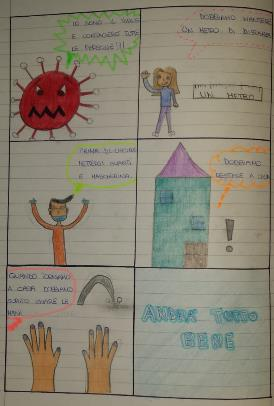 IO SONO IL VIRUS
E CONTAGERÒ TUTTE
LE PERSONE!!!
DOBBIAMO MANTENERE
UN METRO DI DISTANZA
UN METRO
PRIMA DI USCIRE
METTERSI GUANTI
E MASCHERINA.
DOBBIAMO
RESTARE A CASA
!
QUANDO TORNIAMO
A CASA DOBBIAMO
SUBITO LAVARE LE
MANI
ANDRÀ TUTTO
BENE